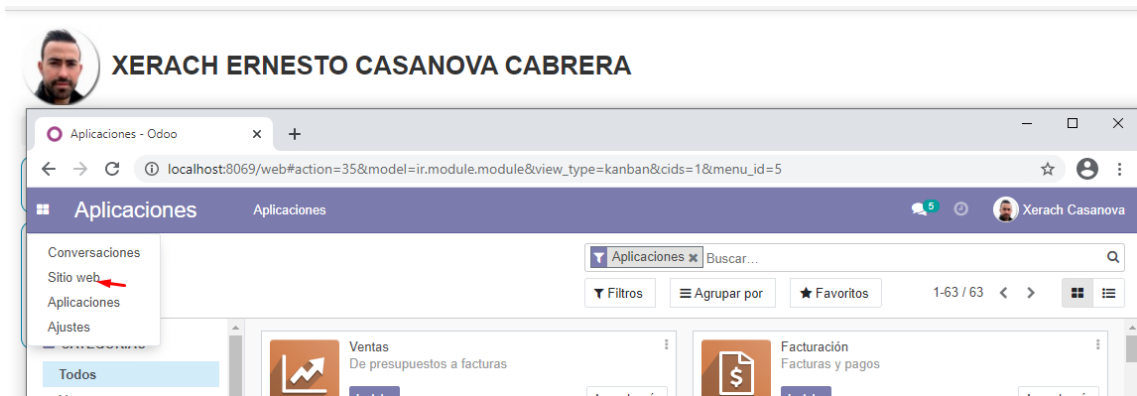 XERACH ERNESTO CASANOVA CABRERA
Aplicaciones - Odoo
localhost:8069/web#action=35&model=ir.module.module&view_type=kanban&cids=1&menu_id=5
Aplicaciones Aplicaciones 5 Xerach Casanova
Conversaciones
Sitio web
Aplicaciones
Ajustes
Aplicaciones Buscar...
Filtros Agrupar por Favoritos 1-63 / 63
Todos
Ventas
De presupuestos a facturas
Facturación
Facturas y pagos